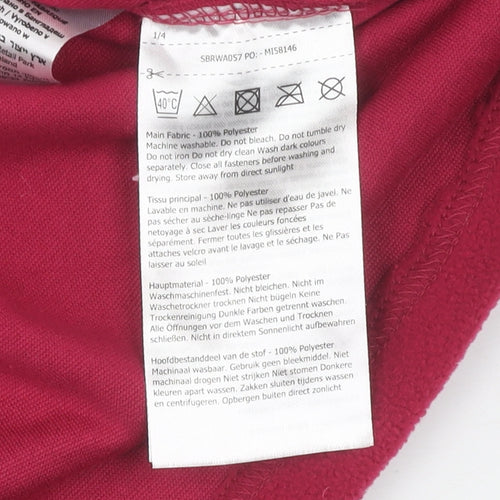 1/4
SBRWA057 PO: - MI58146
40°C
Main Fabric - 100% Polyester
Machine washable. Do not bleach. Do not tumble dry
Do not iron Do not dry clean Wash dark colours
separately. Close all fasteners before washing and
drying. Store away from direct sunlight
Tissu principal - 100% Polyester
Lavable en machine. Ne pas utiliser d'eau de javel. Ne
pas sécher au sèche-linge Ne pas repasser Pas de
nettoyage à sec Laver les couleurs foncées
séparément. Fermer toutes les glissières et les
attaches velcro avant le lavage et le séchage. Ne pas
laisser au soleil
Hauptmaterial - 100% Polyester
Waschmaschinenfest. Nicht bleichen. Nicht im
Waschetrockner trocknen Nicht bügeln Keine
Trockenreinigung Dunkle Farben getrennt waschen.
Alle Öffnungen vor dem Waschen und Trocknen
schließen. Nicht in direktem Sonnenlicht aufbewahren
Hoofdbestanddeel van de stof - 100% Polyester
Machinaal wasbaar. Gebruik geen bleekmiddel. Niet
machinaal drogen Niet strijken Niet stomen Donkere
kleuren apart wassen. Zakken sluiten tijdens wassen
en centrifugeren. Opbergen buiten direct zonlicht